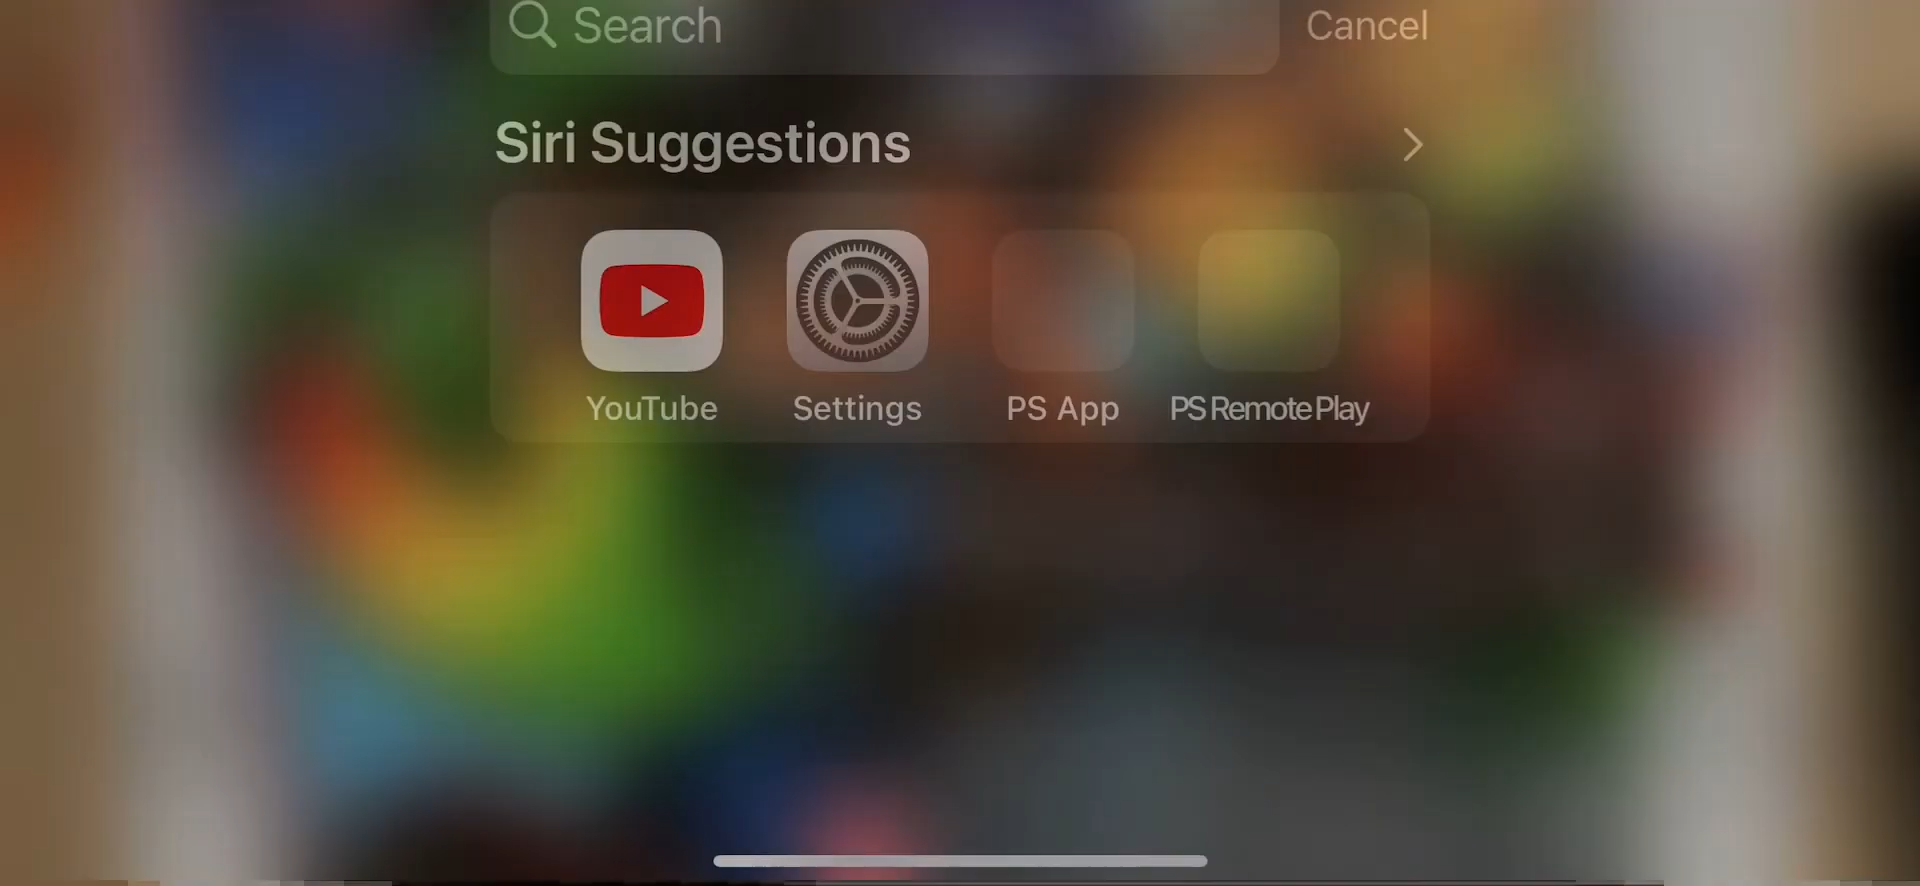 Search
Cancel
Siri Suggestions
YouTube
Settings
PS App
PS Remote Play